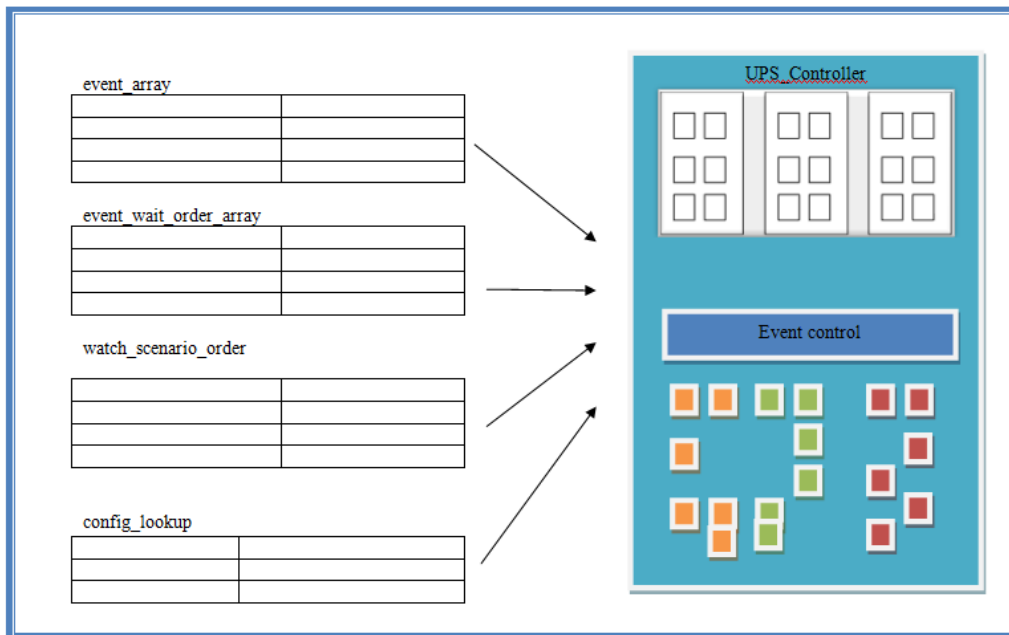 event_array
event_wait_order_array
watch_scenario_order
config_lookup
UPS_Controller
Event control